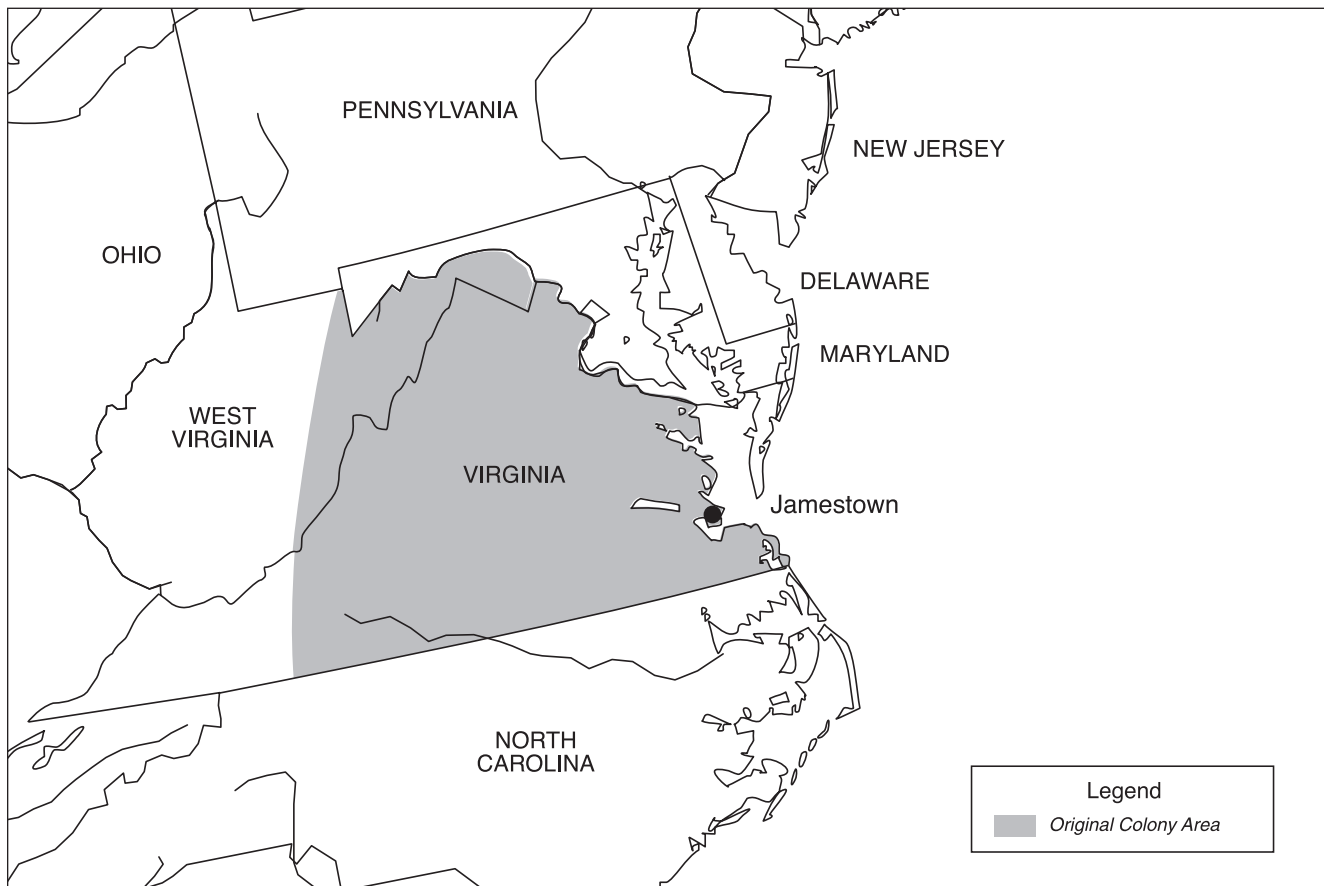 PENNSYLVANIA
NEW JERSEY
OHIO
DELAWARE
MARYLAND
WEST
VIRGINIA
VIRGINIA
Jamestown
NORTH
CAROLINA
Legend
Original Colony Area